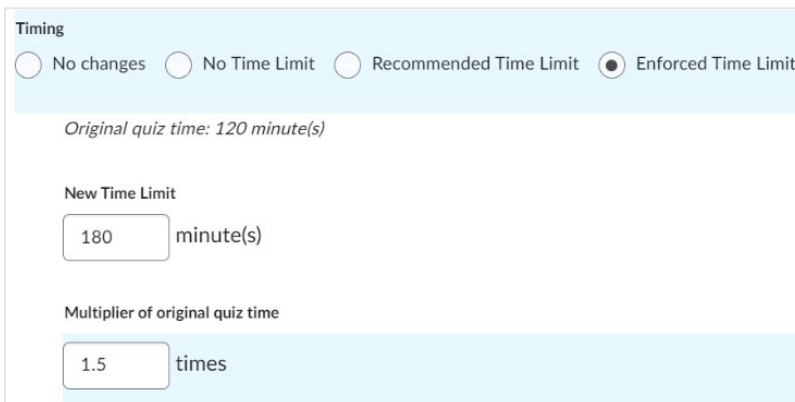 Timing
No changes No Time Limit Recommended Time Limit Enforced Time Limit
Original quiz time: 120 minute(s)
New Time Limit
180 minute(s)
Multiplier of original quiz time
1.5 times